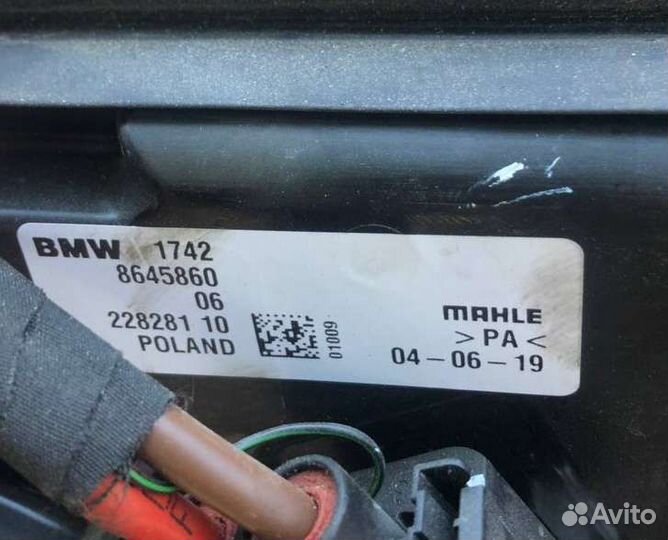 BMW 1742
8645860
06
228281 10
POLAND
01009
MAHLE
>PA<
04-06-19
Avito